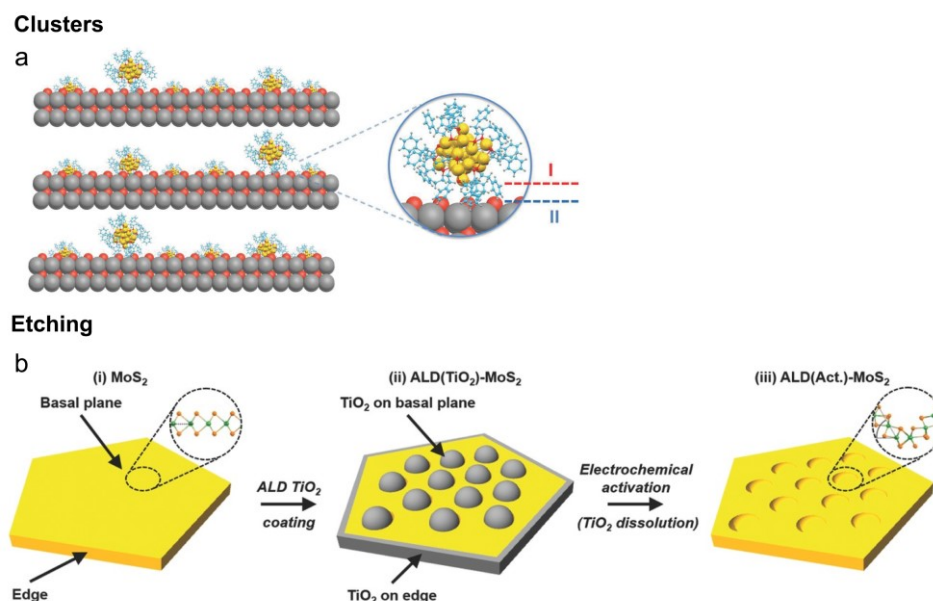 Clusters
a
I
II
Etching
b
(i) MoS₂
Basal plane
Edge
ALD TiO₂
coating
(ii) ALD(TiO₂)-MoS₂
TiO₂ on basal plane
TiO₂ on edge
Electrochemical
activation
(TiO₂ dissolution)
(iii) ALD(Act.)-MoS₂